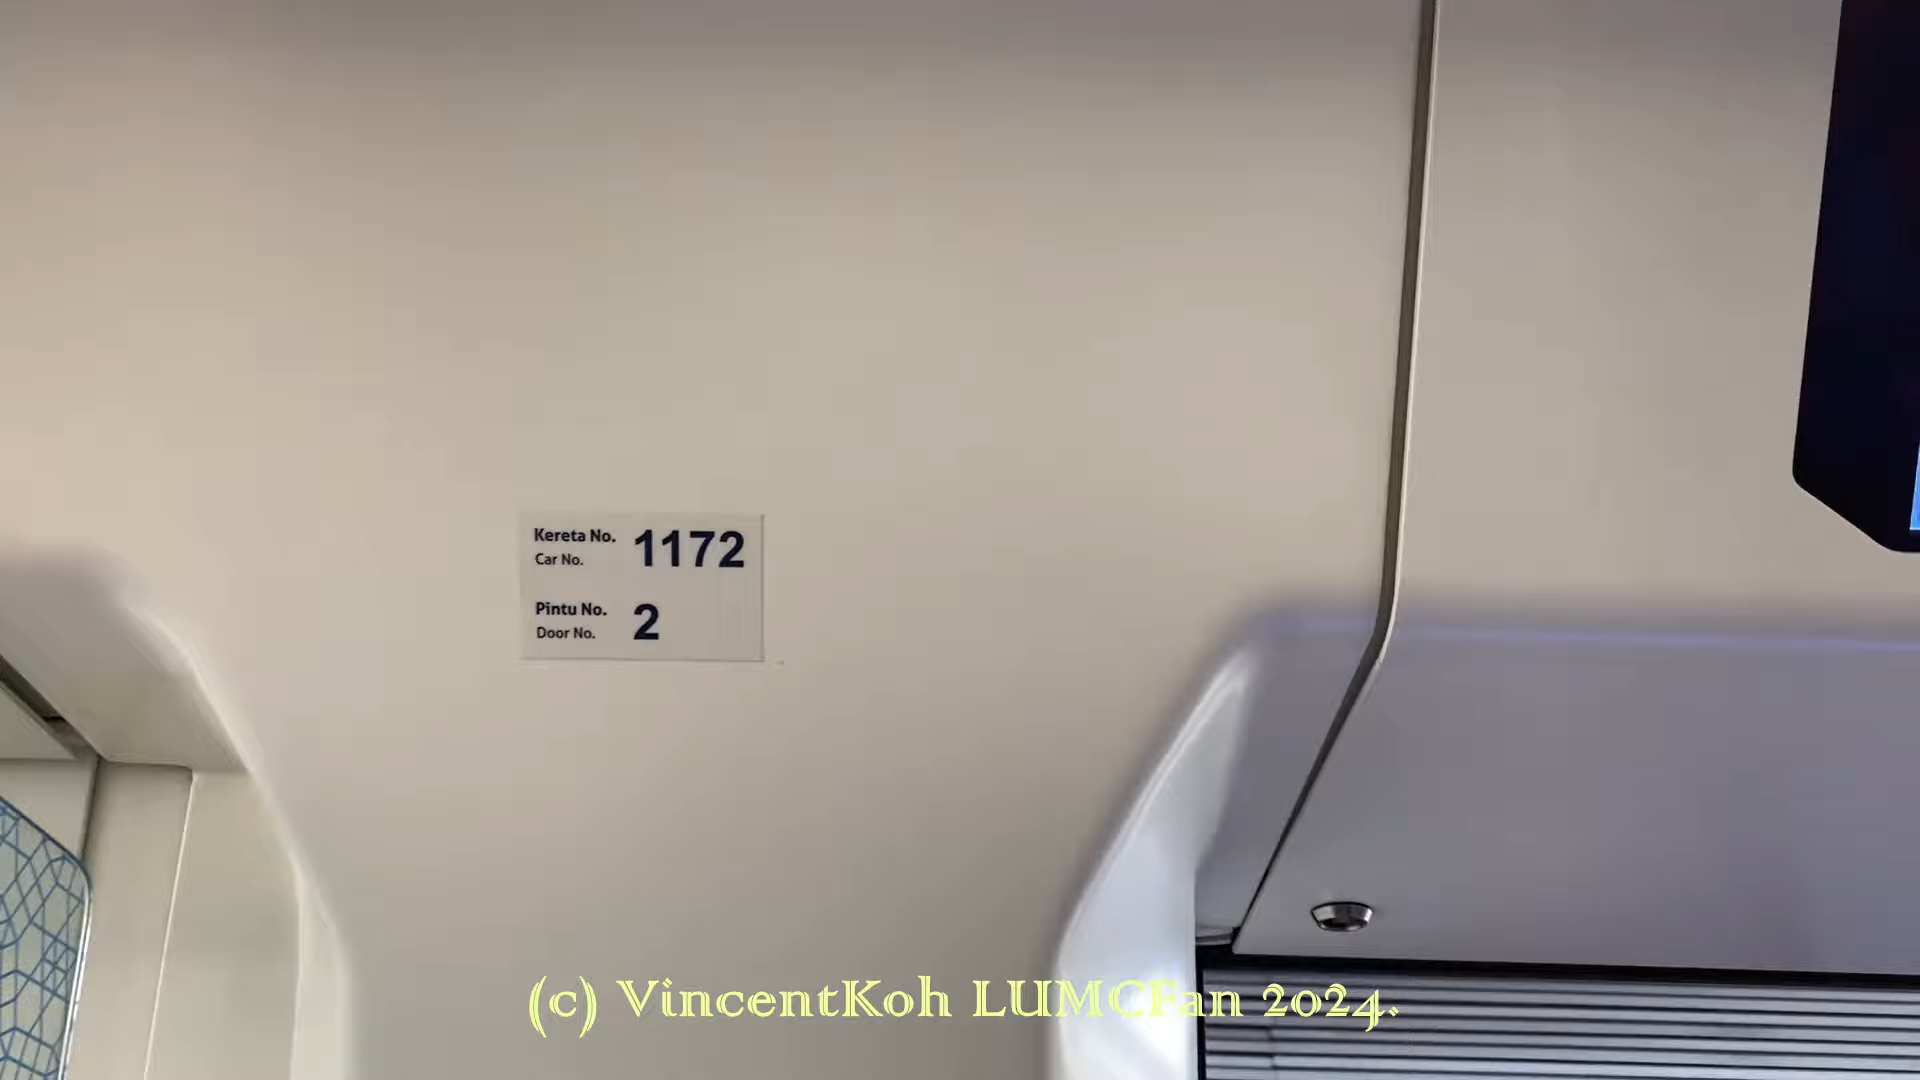 Kereta No. 1172
Car No.
Pintu No. 2
Door No.
(c) VincentKoh LUMCFan 2024.